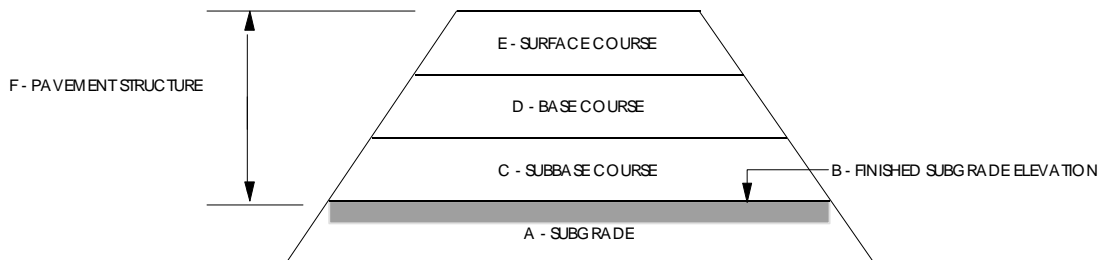 E - SURFACE COURSE
F - PAVEMENT STRUCTURE
D - BASE COURSE
C - SUBBASE COURSE
B - FINISHED SUBGRADE ELEVATION
A - SUBGRADE